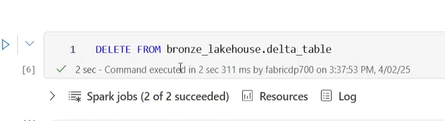 1 DELETE FROM bronze_lakehouse.delta_table
[6] 2 sec - Command executed in 2 sec 311 ms by fabricdp700 on 3:37:53 PM, 4/02/25
Spark jobs (2 of 2 succeeded) Resources Log